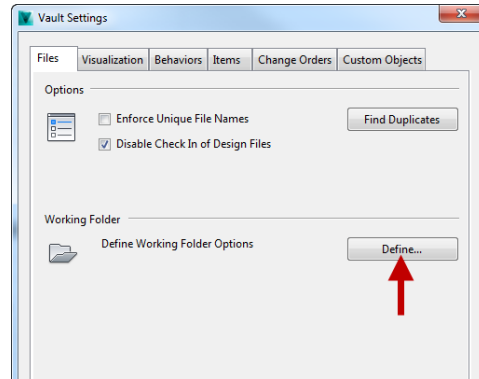 Vault Settings
Files Visualization Behaviors Items Change Orders Custom Objects
Options
Enforce Unique File Names Find Duplicates
Disable Check In of Design Files
Working Folder
Define Working Folder Options Define...